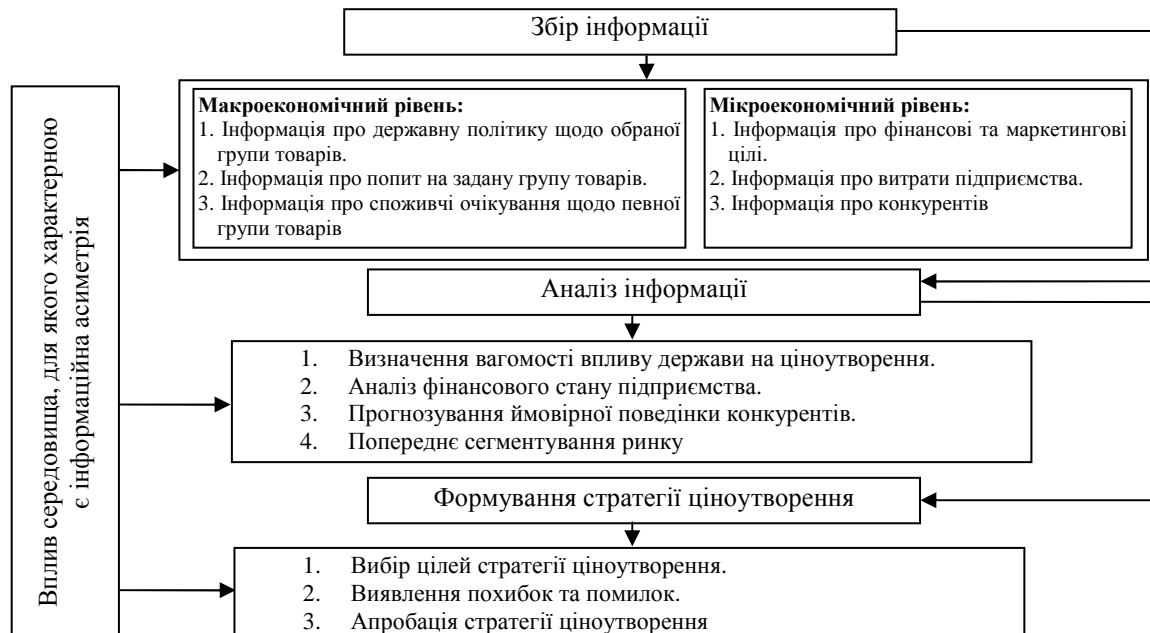 Збір інформації
Макроекономічний рівень:
1. Інформація про державну політику щодо обраної
групи товарів.
2. Інформація про попит на задану групу товарів.
3. Інформація про споживчі очікування щодо певної
групи товарів
Мікроекономічний рівень:
1. Інформація про фінансові та маркетингові
цілі.
2. Інформація про витрати підприємства.
3. Інформація про конкурентів
Вплив середовища, для якого характерною
є інформаційна асиметрія
Аналіз інформації
1. Визначення вагомості впливу держави на ціноутворення.
2. Аналіз фінансового стану підприємства.
3. Прогнозування ймовірної поведінки конкурентів.
4. Попереднє сегментування ринку
Формування стратегії ціноутворення
1. Вибір цілей стратегії ціноутворення.
2. Виявлення похибок та помилок.
3. Апробація стратегії ціноутворення